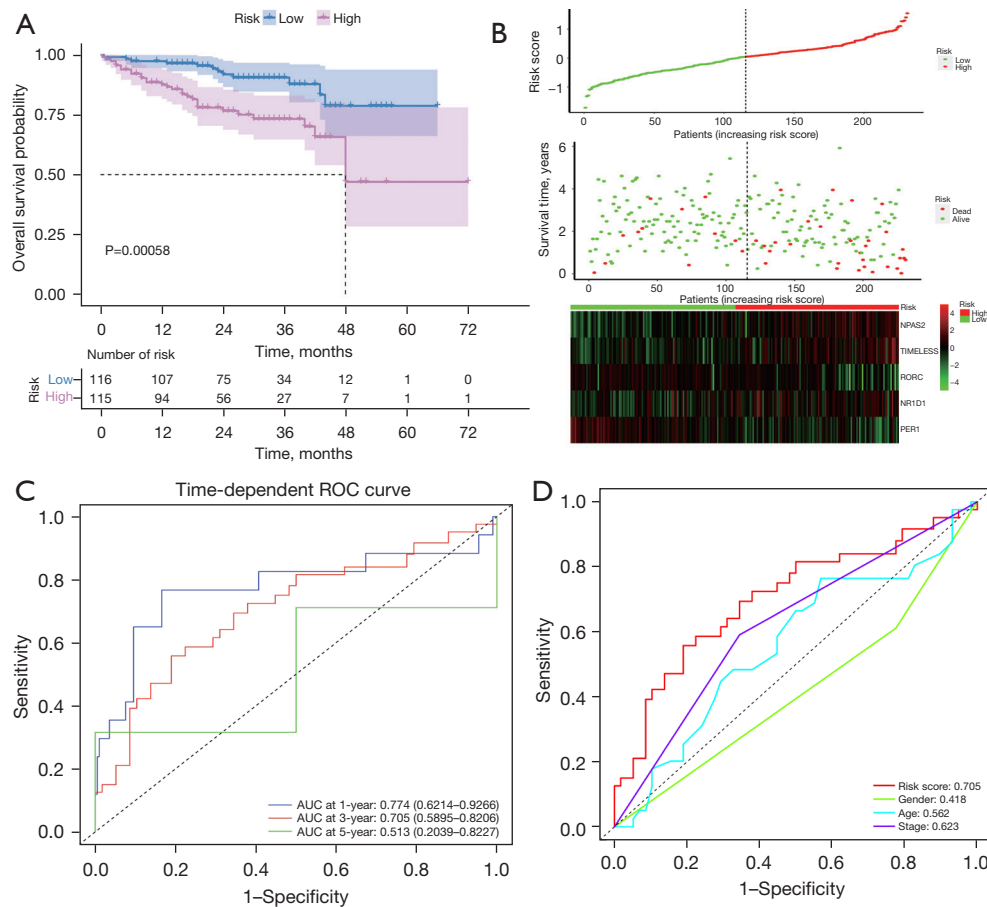 A
Risk Low High
Overall survival probability
1.00
0.75
0.50
0.25
0.00
P=0.00058
0 12 24 36 48 60 72
Time, months
Number of risk
Risk
Low 116 107 75 34 12 1 0
High 115 94 56 27 7 1 1
0 12 24 36 48 60 72
Time, months
B
Risk score
1
0
−1
0 50 100 150 200
Patients (increasing risk score)
Risk
Low
High
Survival time, years
6
4
2
0
0 50 100 150 200
Patients (increasing risk score)
Risk
Dead
Alive
Risk
NPAS2
TIMELESS
RORC
NR1D1
PER1
4
2
0
−2
−4
Risk
High
Low
C
Time-dependent ROC curve
Sensitivity
1.0
0.8
0.6
0.4
0.2
0.0
AUC at 1-year: 0.774 (0.6214–0.9266)
AUC at 3-year: 0.705 (0.5895–0.8206)
AUC at 5-year: 0.513 (0.2039–0.8227)
0.0 0.2 0.4 0.6 0.8 1.0
1–Specificity
D
Sensitivity
1.0
0.8
0.6
0.4
0.2
0.0
Risk score: 0.705
Gender: 0.418
Age: 0.562
Stage: 0.623
0.0 0.2 0.4 0.6 0.8 1.0
1–Specificity